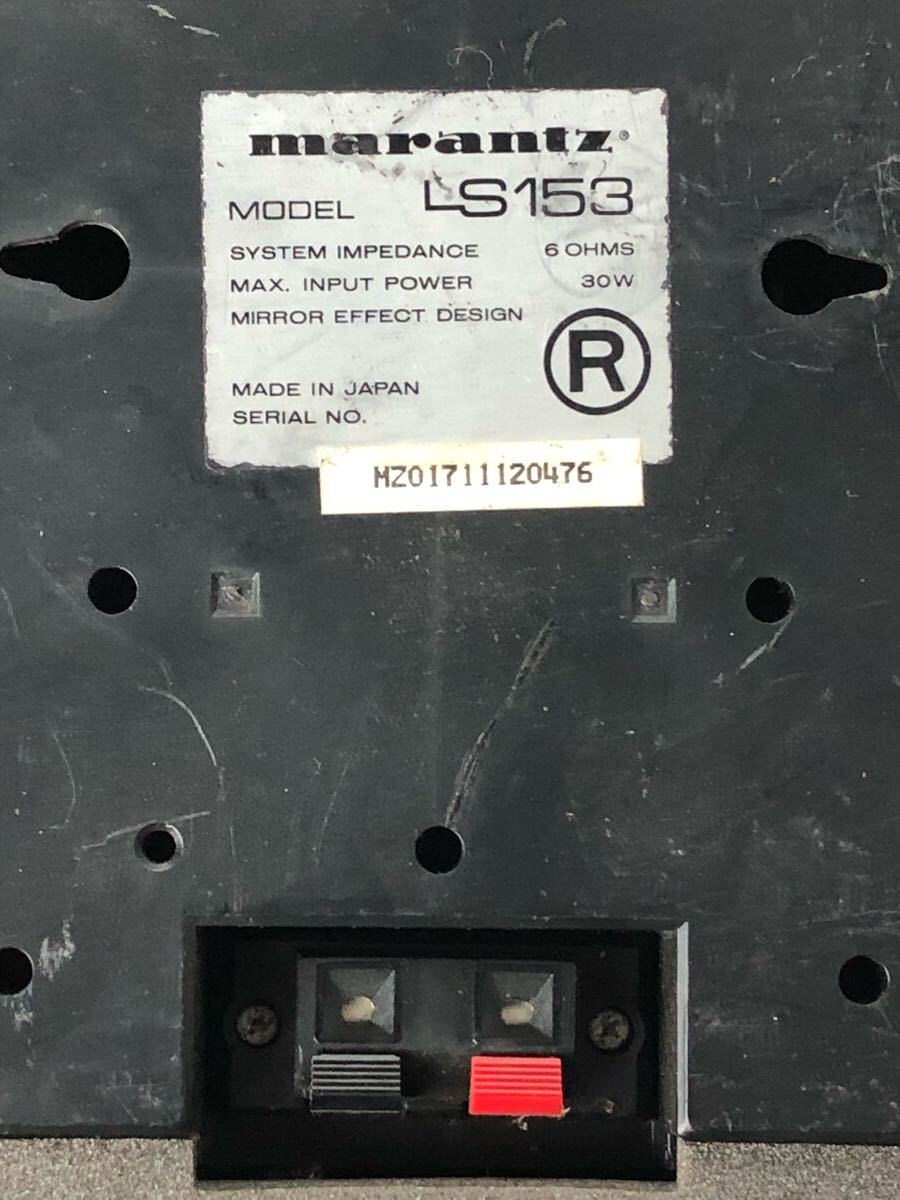 marantz®
MODEL LS153
SYSTEM IMPEDANCE 6 OHMS
MAX. INPUT POWER 30W
MIRROR EFFECT DESIGN
R
MADE IN JAPAN
SERIAL NO.
MZ01711120476